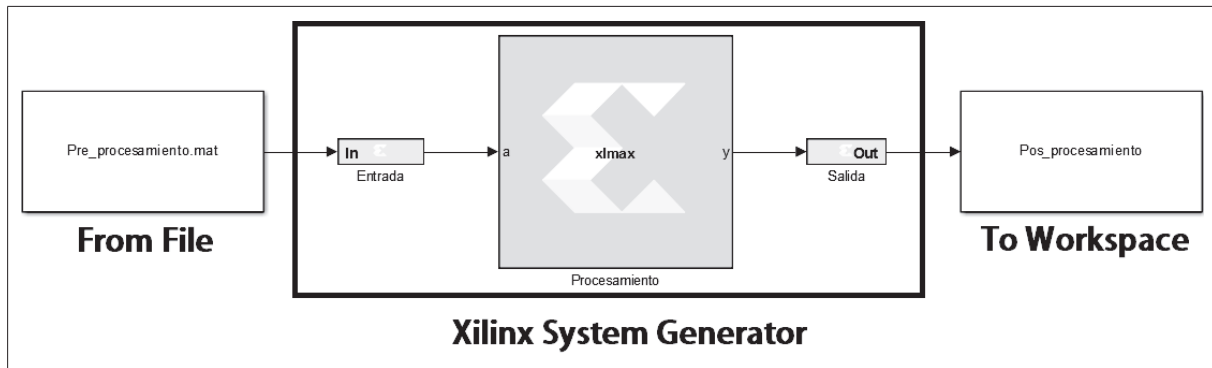 Pre_procesamiento.mat
From File
In
Entrada
a
xlmax
y
Procesamiento
Out
Salida
Pos_procesamiento
To Workspace
Xilinx System Generator